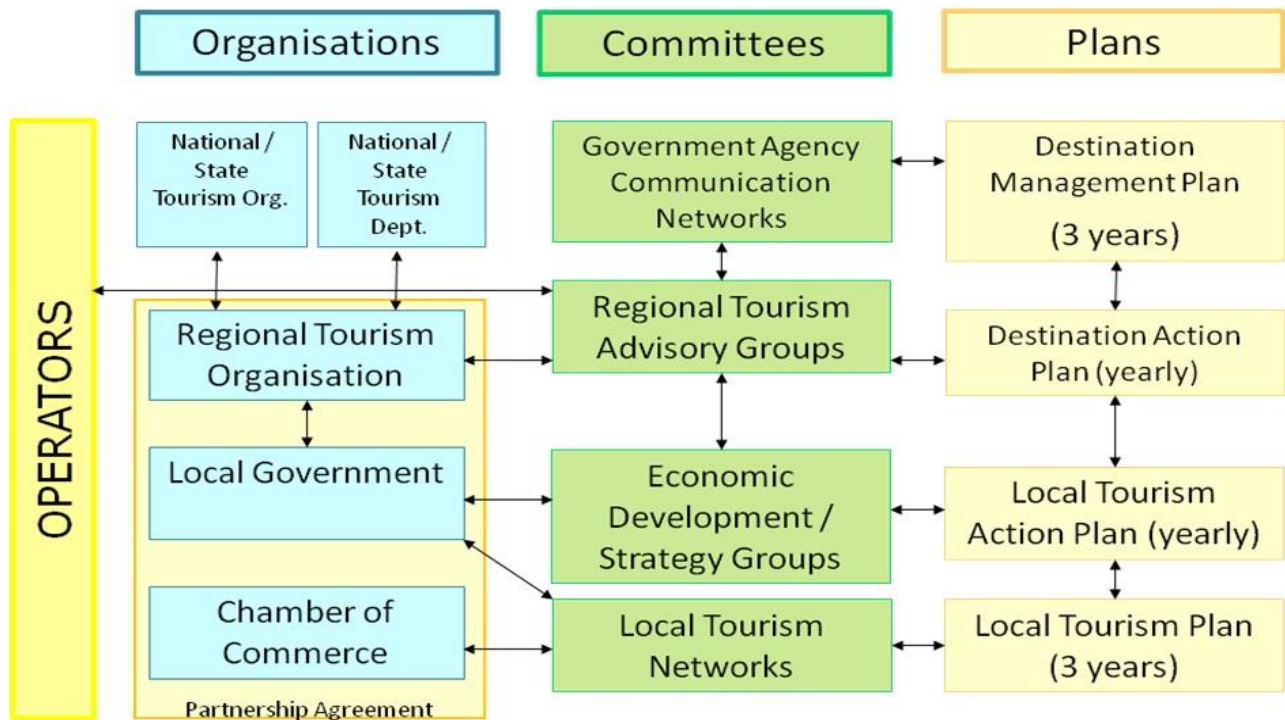 Organisations
Committees
Plans
OPERATORS
National /
State
Tourism Org.
National /
State
Tourism
Dept.
Government Agency
Communication
Networks
Destination
Management Plan
(3 years)
Regional Tourism
Organisation
Regional Tourism
Advisory Groups
Destination Action
Plan (yearly)
Local Government
Economic
Development /
Strategy Groups
Local Tourism
Action Plan (yearly)
Chamber of
Commerce
Local Tourism
Networks
Local Tourism Plan
(3 years)
Partnership Agreement